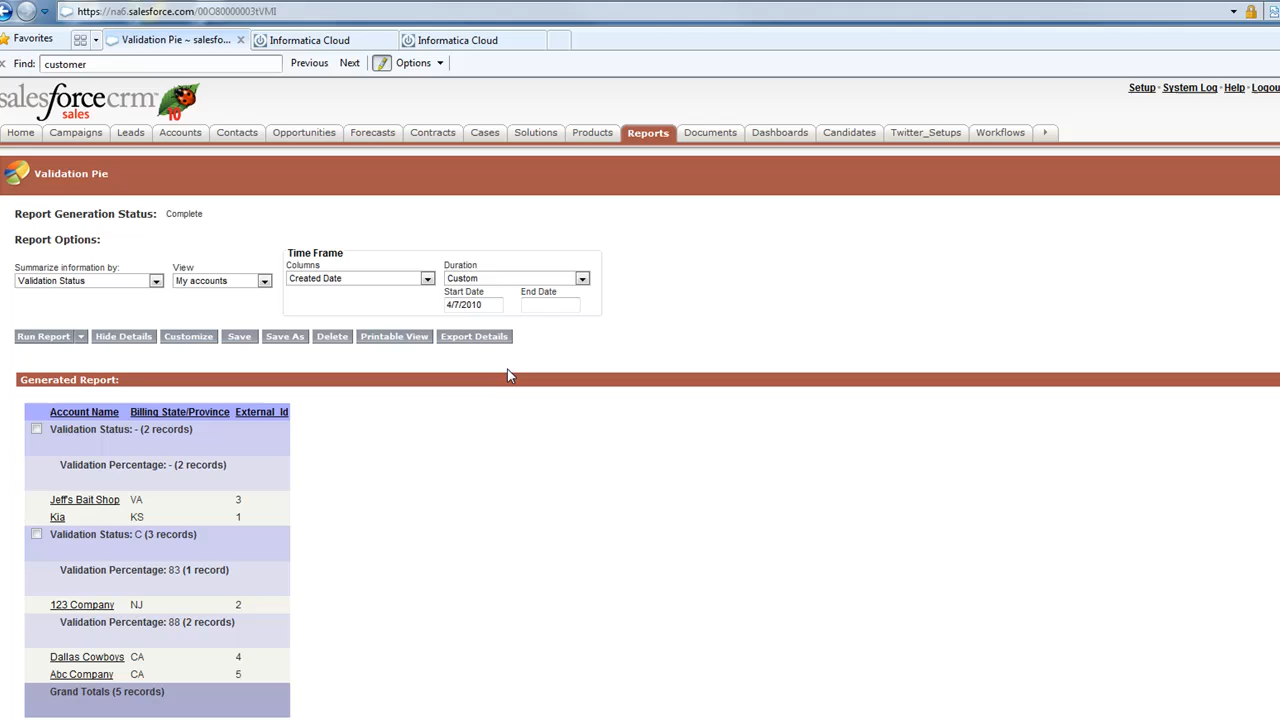 https://na6.salesforce.com/00O80000003tVMI
Favorites Validation Pie ~ salesfo... Informatica Cloud Informatica Cloud
Find: customer Previous Next Options
salesforcecrm
sales
10
Setup · System Log · Help · Logou
Home Campaigns Leads Accounts Contacts Opportunities Forecasts Contracts Cases Solutions Products Reports Documents Dashboards Candidates Twitter_Setups Workflows
Validation Pie
Report Generation Status: Complete
Report Options:
Time Frame
Summarize information by: View Columns Duration
Validation Status My accounts Created Date Custom
Start Date End Date
4/7/2010
Run Report Hide Details Customize Save Save As Delete Printable View Export Details
Generated Report:
Account Name Billing State/Province External_Id
Validation Status: - (2 records)
Validation Percentage: - (2 records)
Jeff's Bait Shop VA 3
Kia KS 1
Validation Status: C (3 records)
Validation Percentage: 83 (1 record)
123 Company NJ 2
Validation Percentage: 88 (2 records)
Dallas Cowboys CA 4
Abc Company CA 5
Grand Totals (5 records)